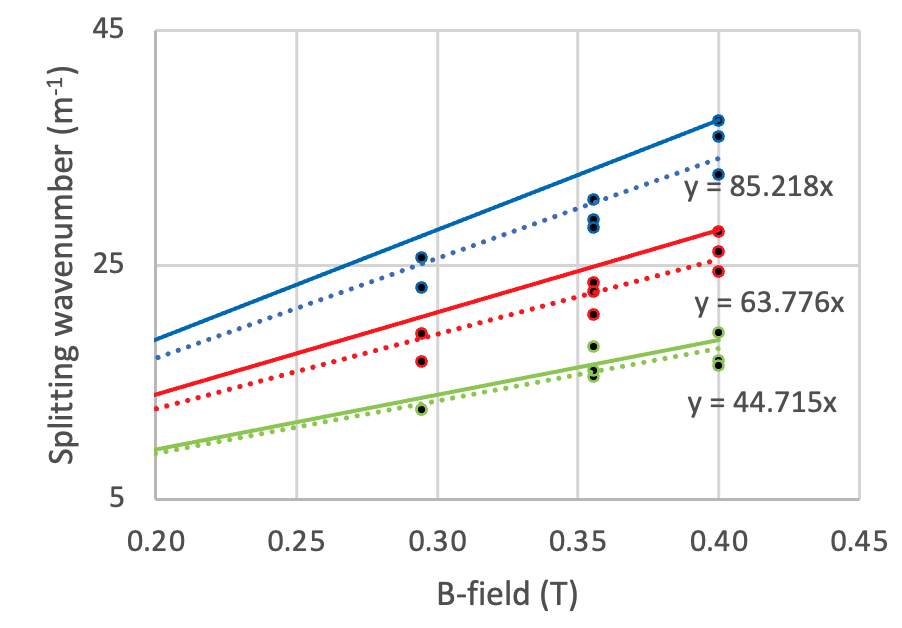 45
25
5
Splitting wavenumber (m⁻¹)
y = 85.218x
y = 63.776x
y = 44.715x
0.20 0.25 0.30 0.35 0.40 0.45
B-field (T)